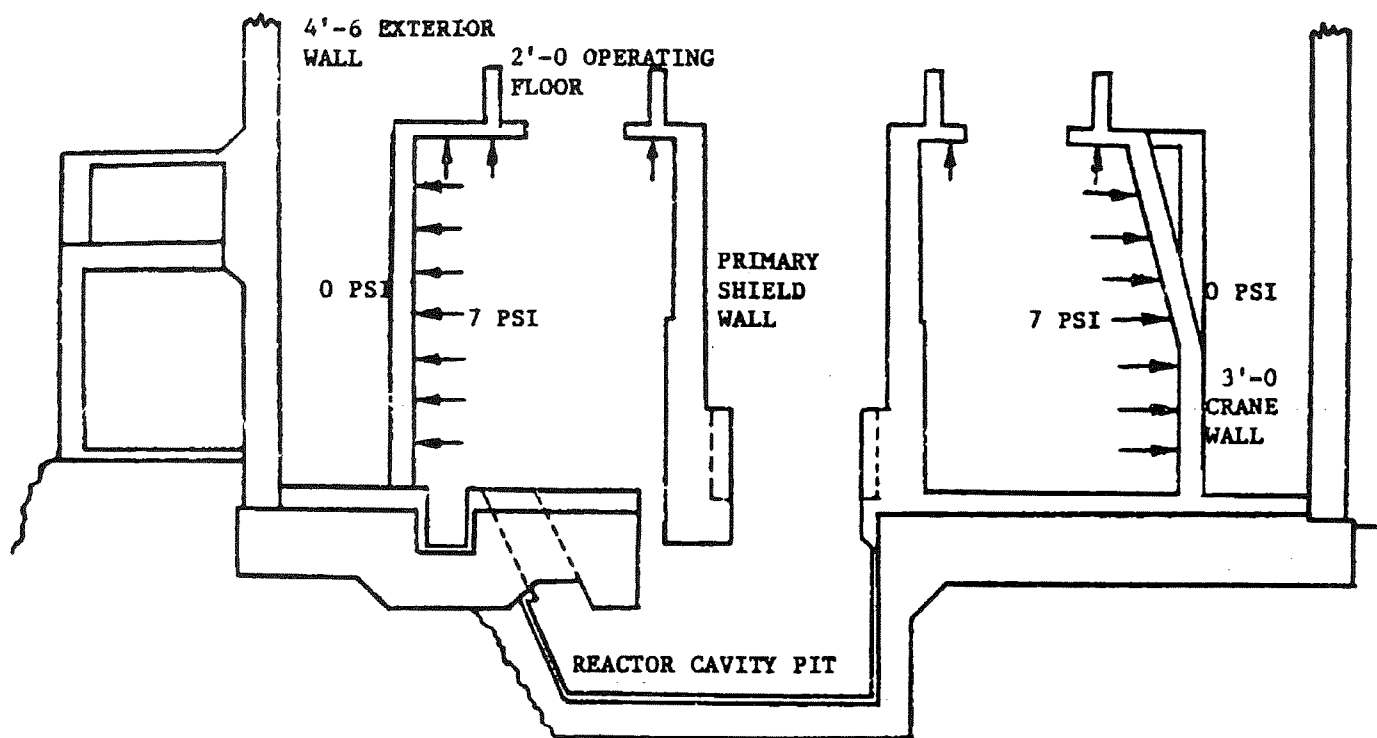 4'-6 EXTERIOR
WALL
2'-0 OPERATING
FLOOR
0 PSI
7 PSI
PRIMARY
SHIELD
WALL
7 PSI
0 PSI
3'-0
CRANE
WALL
REACTOR CAVITY PIT